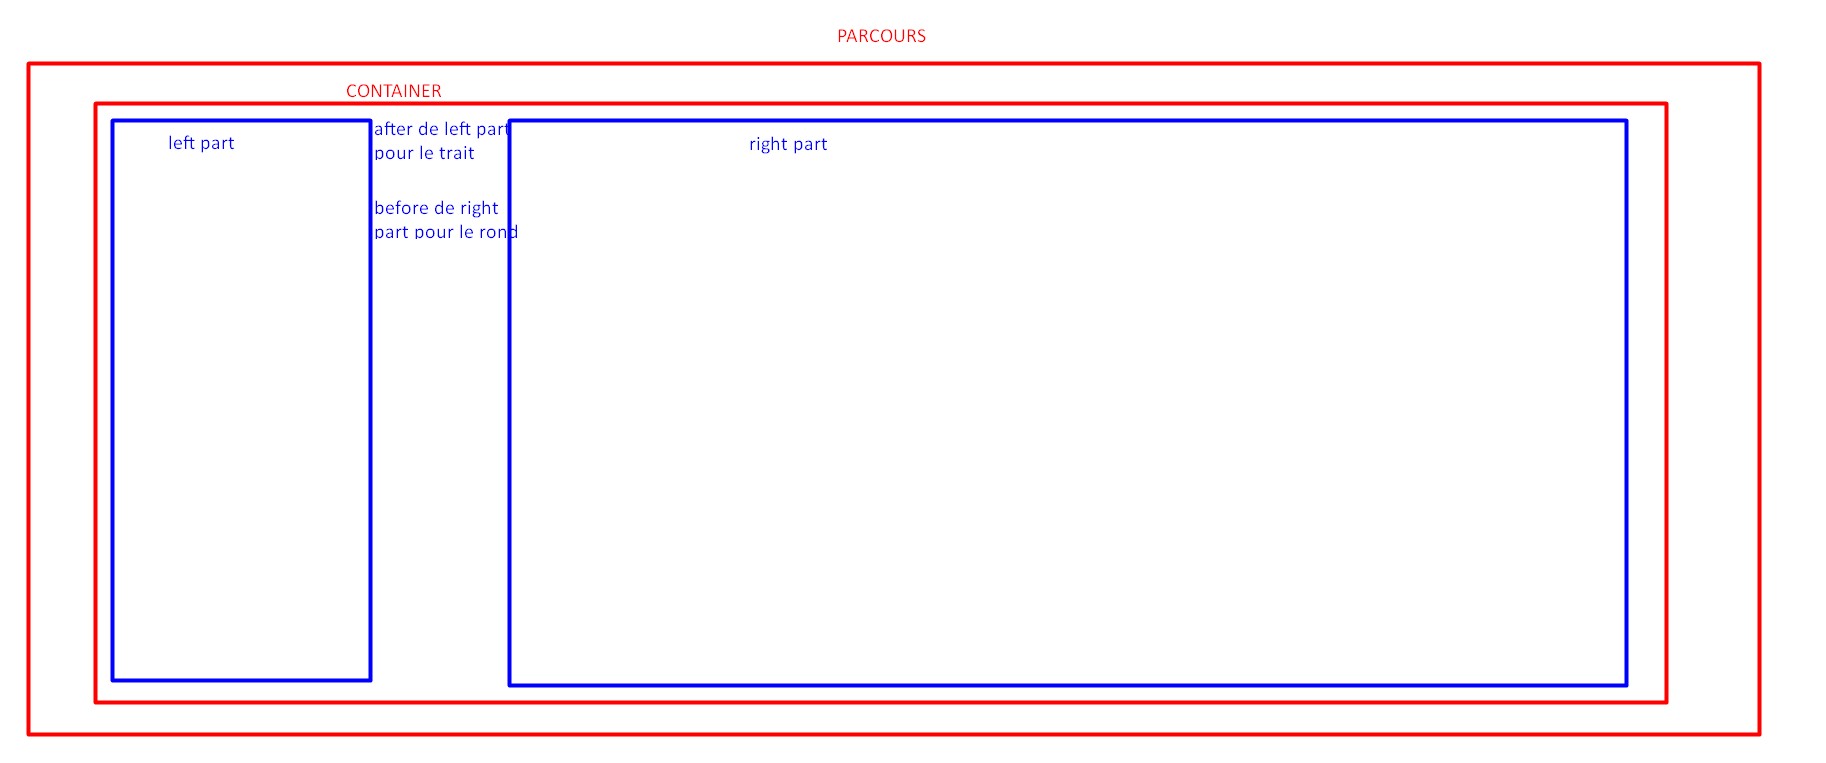 PARCOURS
CONTAINER
left part
after de left part
pour le trait
before de right
part pour le rond
right part